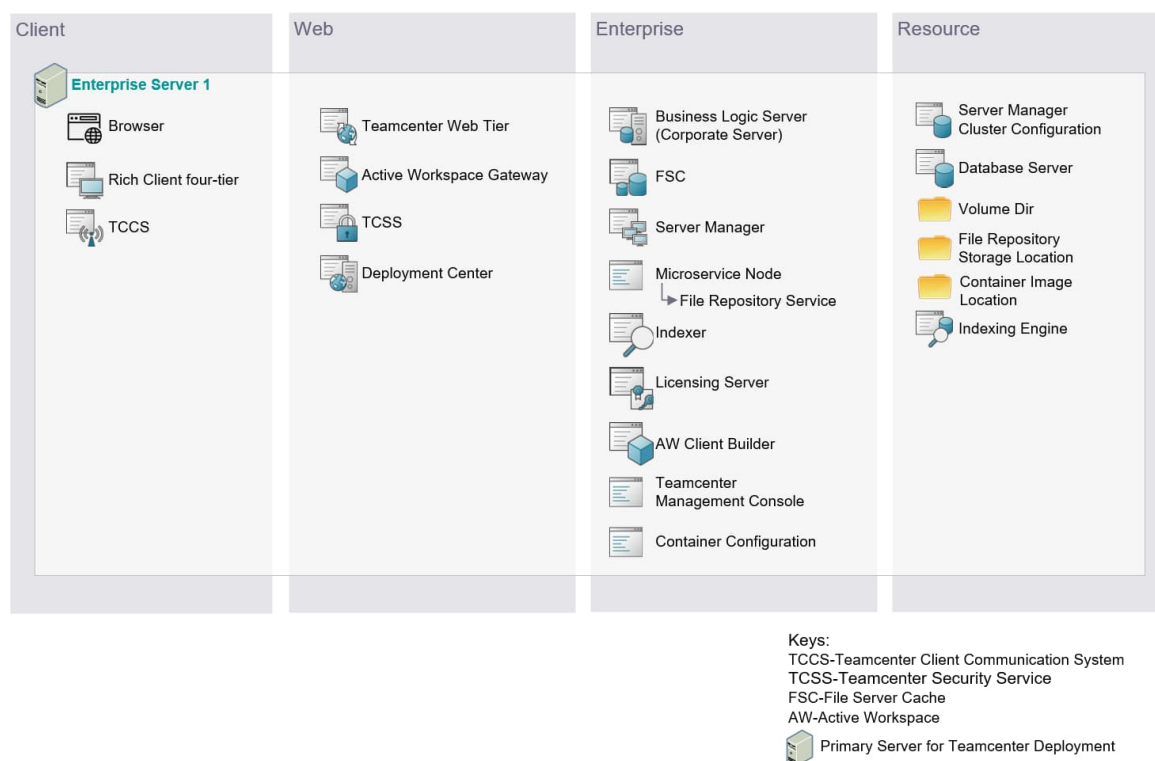 Client
Web
Enterprise
Resource
Enterprise Server 1
Browser
Rich Client four-tier
TCCS
Teamcenter Web Tier
Active Workspace Gateway
TCSS
Deployment Center
Business Logic Server
(Corporate Server)
FSC
Server Manager
Microservice Node
File Repository Service
Indexer
Licensing Server
AW Client Builder
Teamcenter
Management Console
Container Configuration
Server Manager
Cluster Configuration
Database Server
Volume Dir
File Repository
Storage Location
Container Image
Location
Indexing Engine
Keys:
TCCS-Teamcenter Client Communication System
TCSS-Teamcenter Security Service
FSC-File Server Cache
AW-Active Workspace
Primary Server for Teamcenter Deployment